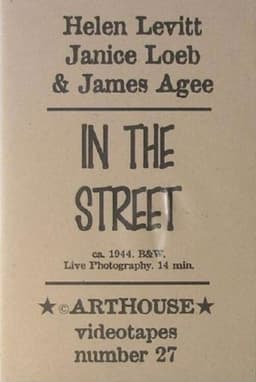 Helen Levitt
Janice Loeb
& James Agee
IN THE
STREET
ca. 1944. B&W.
Live Photography. 14 min.
★©ARTHOUSE★
videotapes
number 27